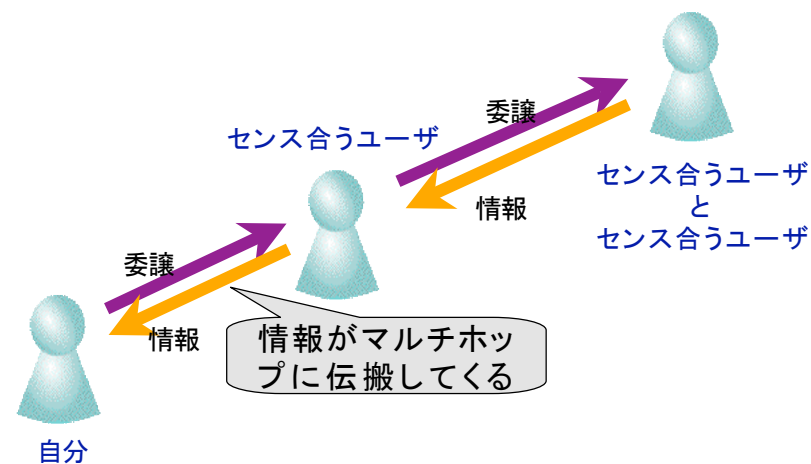 委譲
センス合うユーザ
センス合うユーザ
と
センス合うユーザ
情報
委譲
情報
情報がマルチホッ
プに伝搬してくる
自分